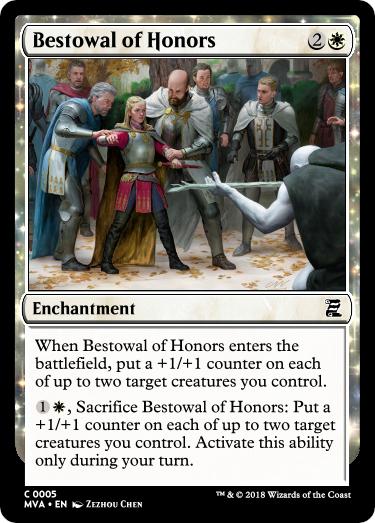 Bestowal of Honors 2
Enchantment
When Bestowal of Honors enters the
battlefield, put a +1/+1 counter on each
of up to two target creatures you control.
1, Sacrifice Bestowal of Honors: Put a
+1/+1 counter on each of up to two target
creatures you control. Activate this ability
only during your turn.
C 0005
MVA • EN Zezhou Chen
™ & © 2018 Wizards of the Coast